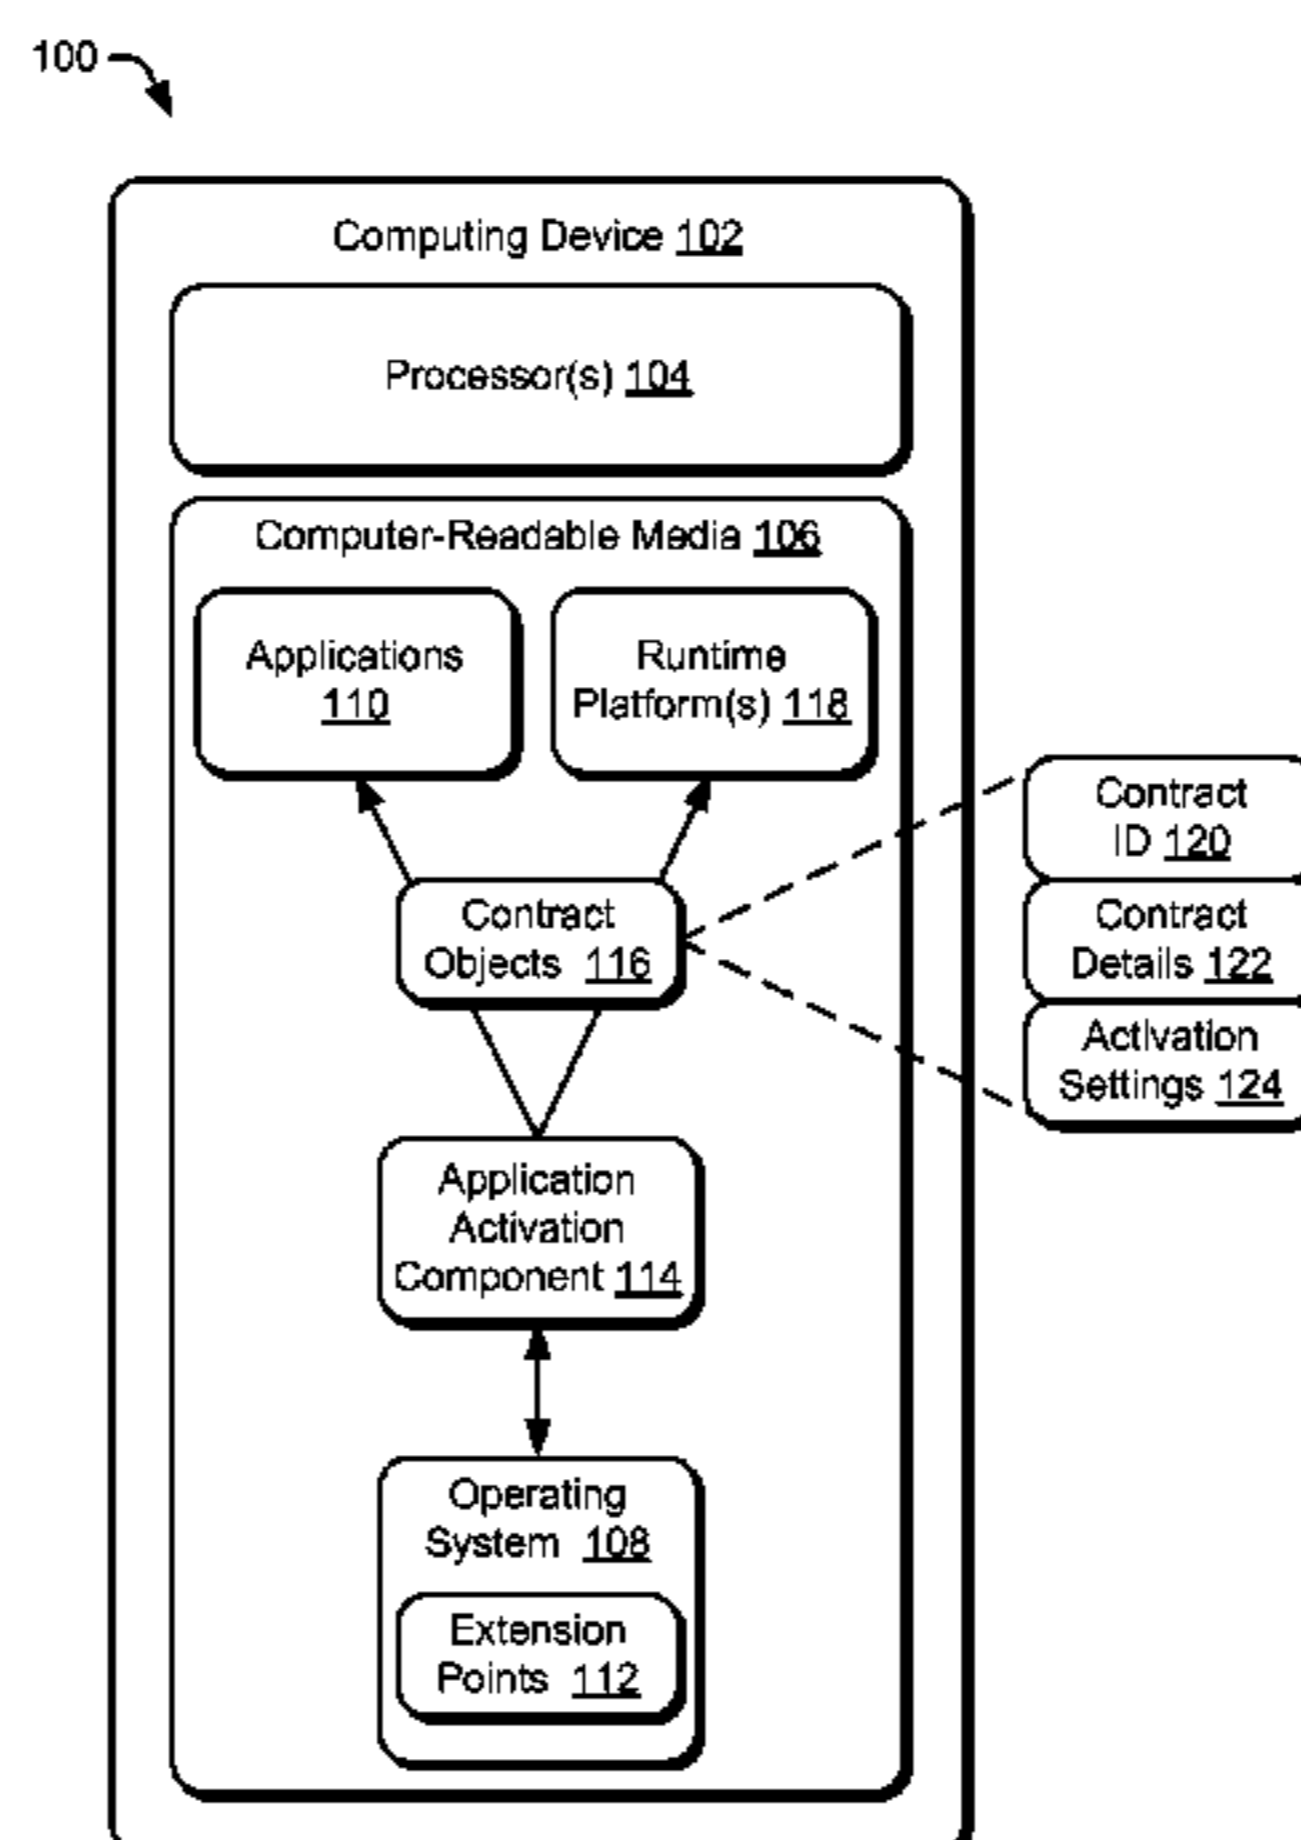 100
Computing Device 102
Processor(s) 104
Computer-Readable Media 106
Applications
110
Runtime
Platform(s) 118
Contract
ID 120
Contract
Details 122
Activation
Settings 124
Contract
Objects 116
Application
Activation
Component 114
Operating
System 108
Extension
Points 112